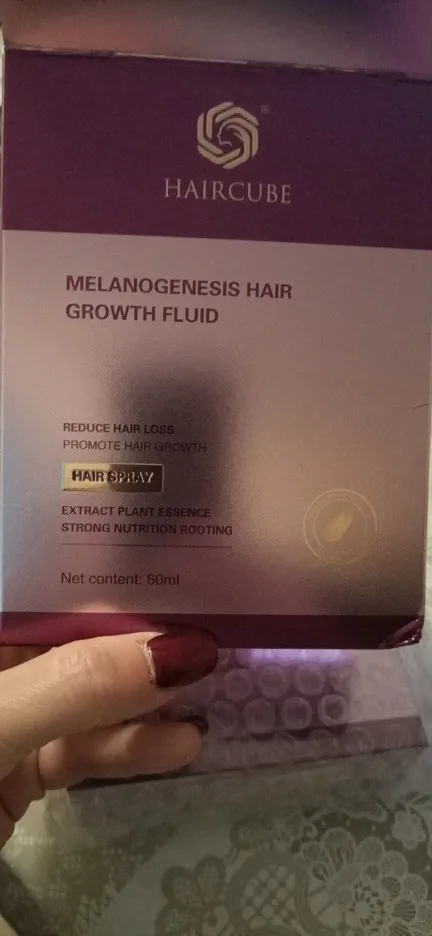 HAIRCUBE
®
MELANOGENESIS HAIR
GROWTH FLUID
REDUCE HAIR LOSS
PROMOTE HAIR GROWTH
HAIR SPRAY
EXTRACT PLANT ESSENCE
STRONG NUTRITION ROOTING
Net content: 60ml